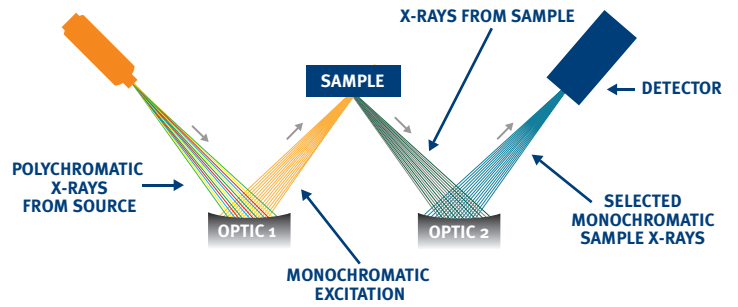 X-RAYS FROM SAMPLE
SAMPLE
DETECTOR
POLYCHROMATIC
X-RAYS
FROM SOURCE
OPTIC 1
OPTIC 2
SELECTED
MONOCHROMATIC
SAMPLE X-RAYS
MONOCHROMATIC
EXCITATION